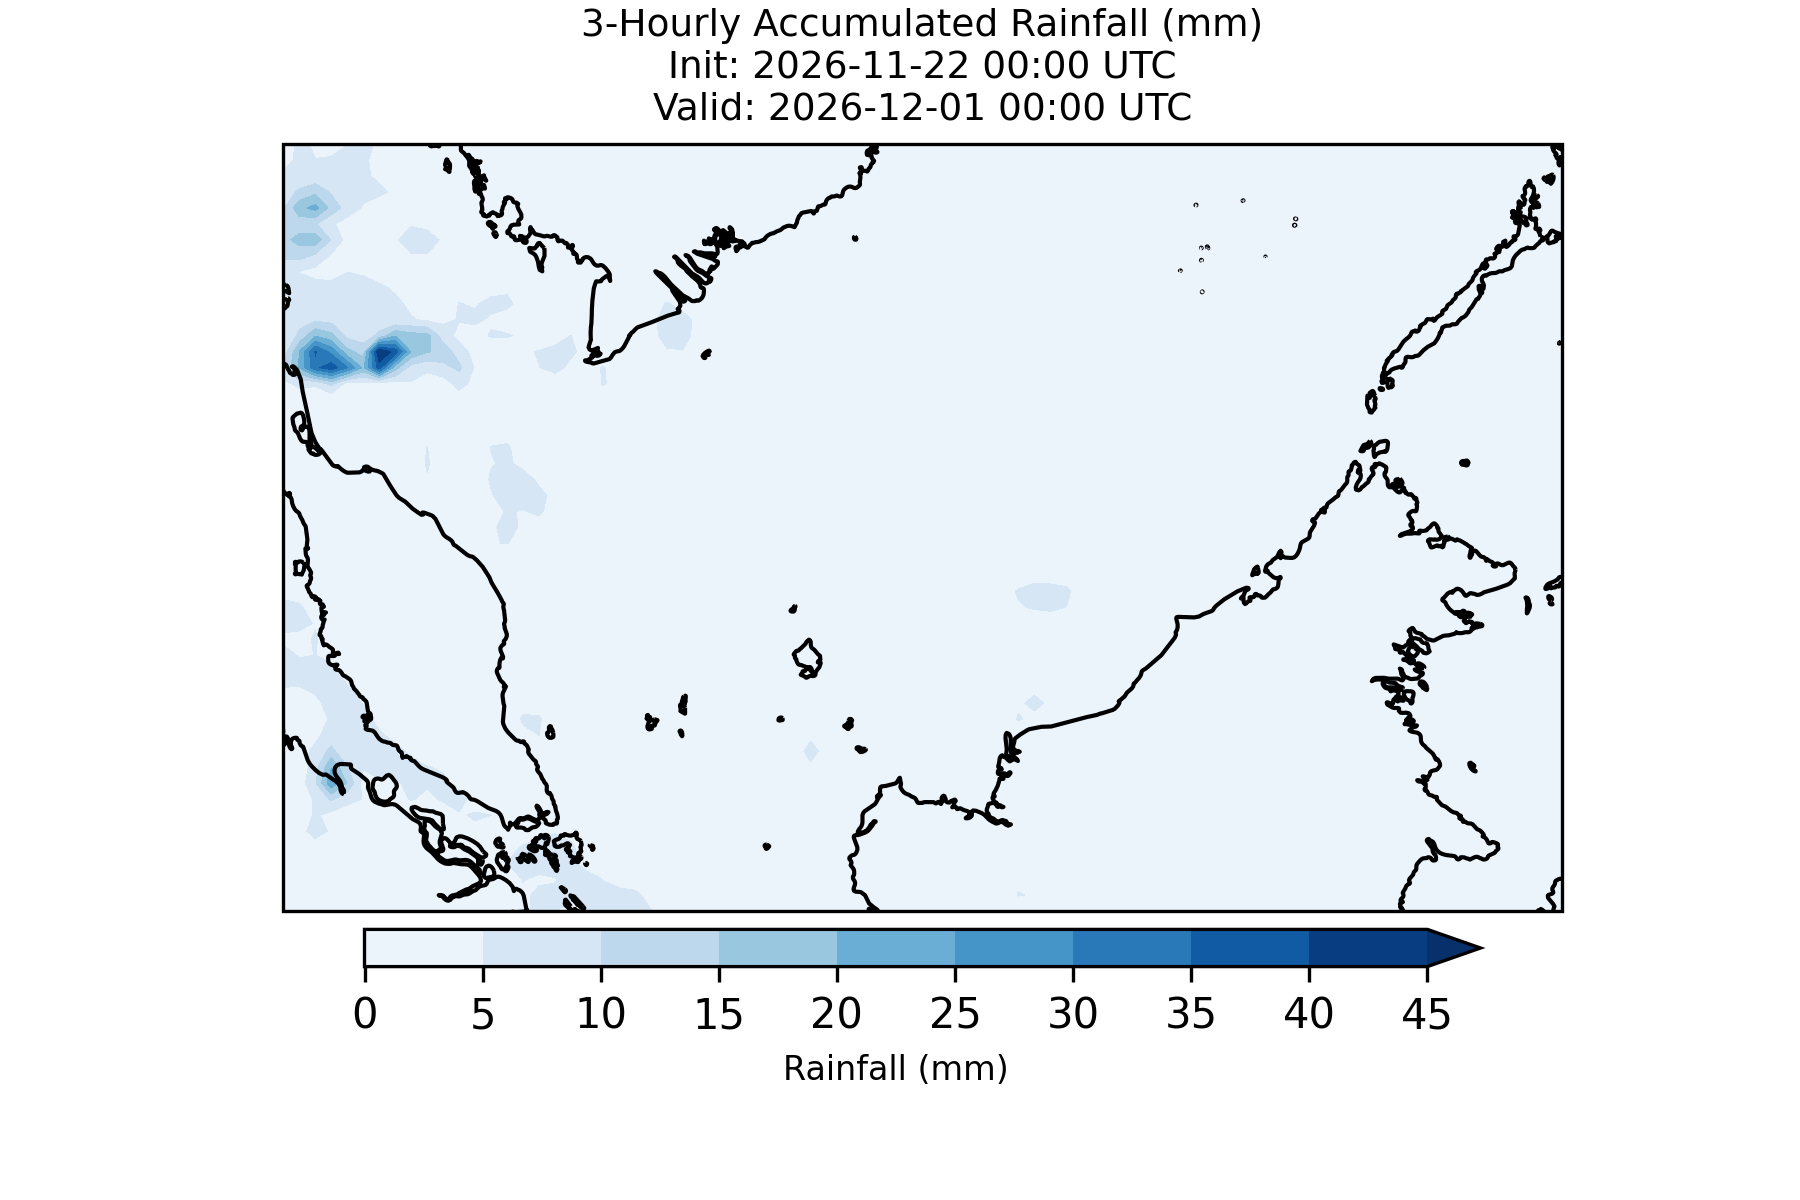 3-Hourly Accumulated Rainfall (mm)
Init: 2026-11-22 00:00 UTC
Valid: 2026-12-01 00:00 UTC
0 5 10 15 20 25 30 35 40 45
Rainfall (mm)